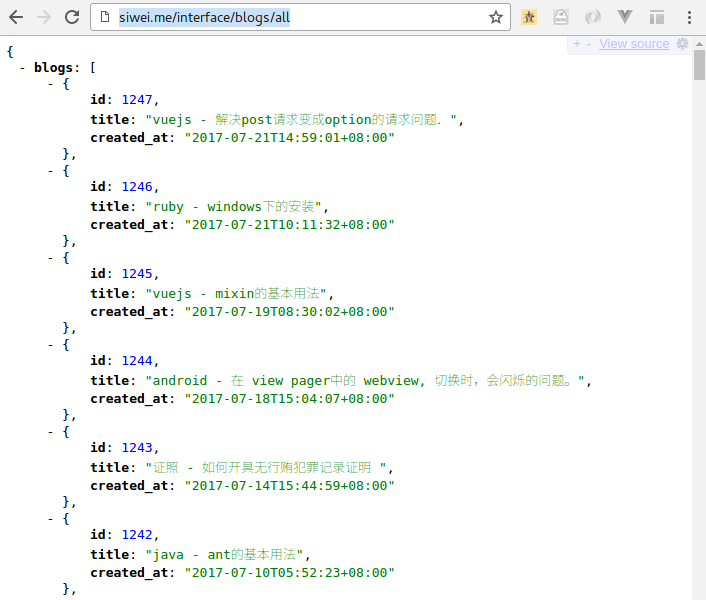 siwei.me/interface/blogs/all
+ - View source
{
- blogs: [
- {
id: 1247,
title: "vuejs - 解决post请求变成option的请求问题. ",
created_at: "2017-07-21T14:59:01+08:00"
},
- {
id: 1246,
title: "ruby - windows下的安装",
created_at: "2017-07-21T10:11:32+08:00"
},
- {
id: 1245,
title: "vuejs - mixin的基本用法",
created_at: "2017-07-19T08:30:02+08:00"
},
- {
id: 1244,
title: "android - 在 view pager中的 webview, 切换时，会闪烁的问题。",
created_at: "2017-07-18T15:04:07+08:00"
},
- {
id: 1243,
title: "证照 - 如何开具无行贿犯罪记录证明 ",
created_at: "2017-07-14T15:44:59+08:00"
},
- {
id: 1242,
title: "java - ant的基本用法",
created_at: "2017-07-10T05:52:23+08:00"
},